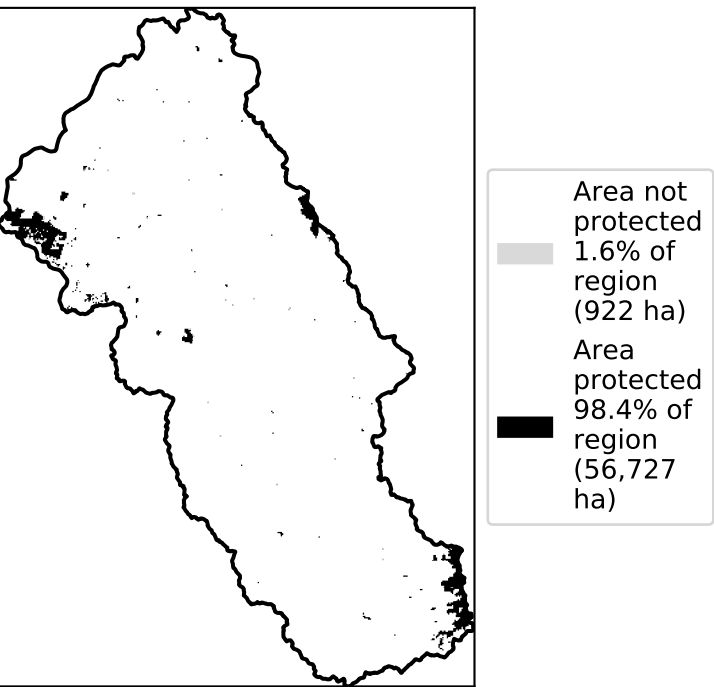 Area not
protected
1.6% of
region
(922 ha)
Area
protected
98.4% of
region
(56,727
ha)